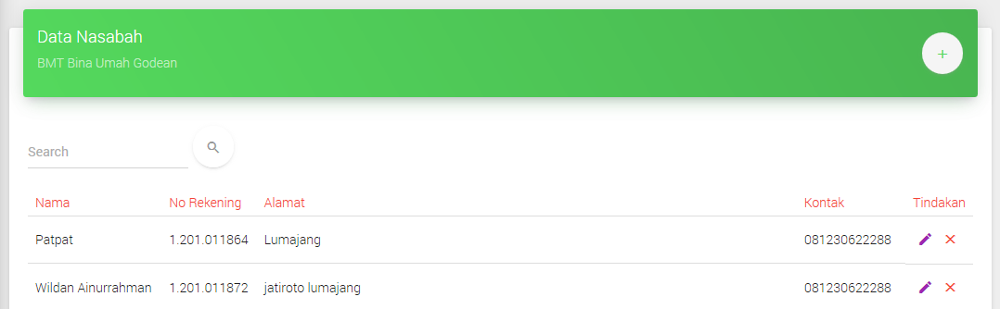 Data Nasabah
BMT Bina Umah Godean
+
Search
Nama No Rekening Alamat Kontak Tindakan
Patpat 1.201.011864 Lumajang 081230622288
Wildan Ainurrahman 1.201.011872 jatiroto lumajang 081230622288